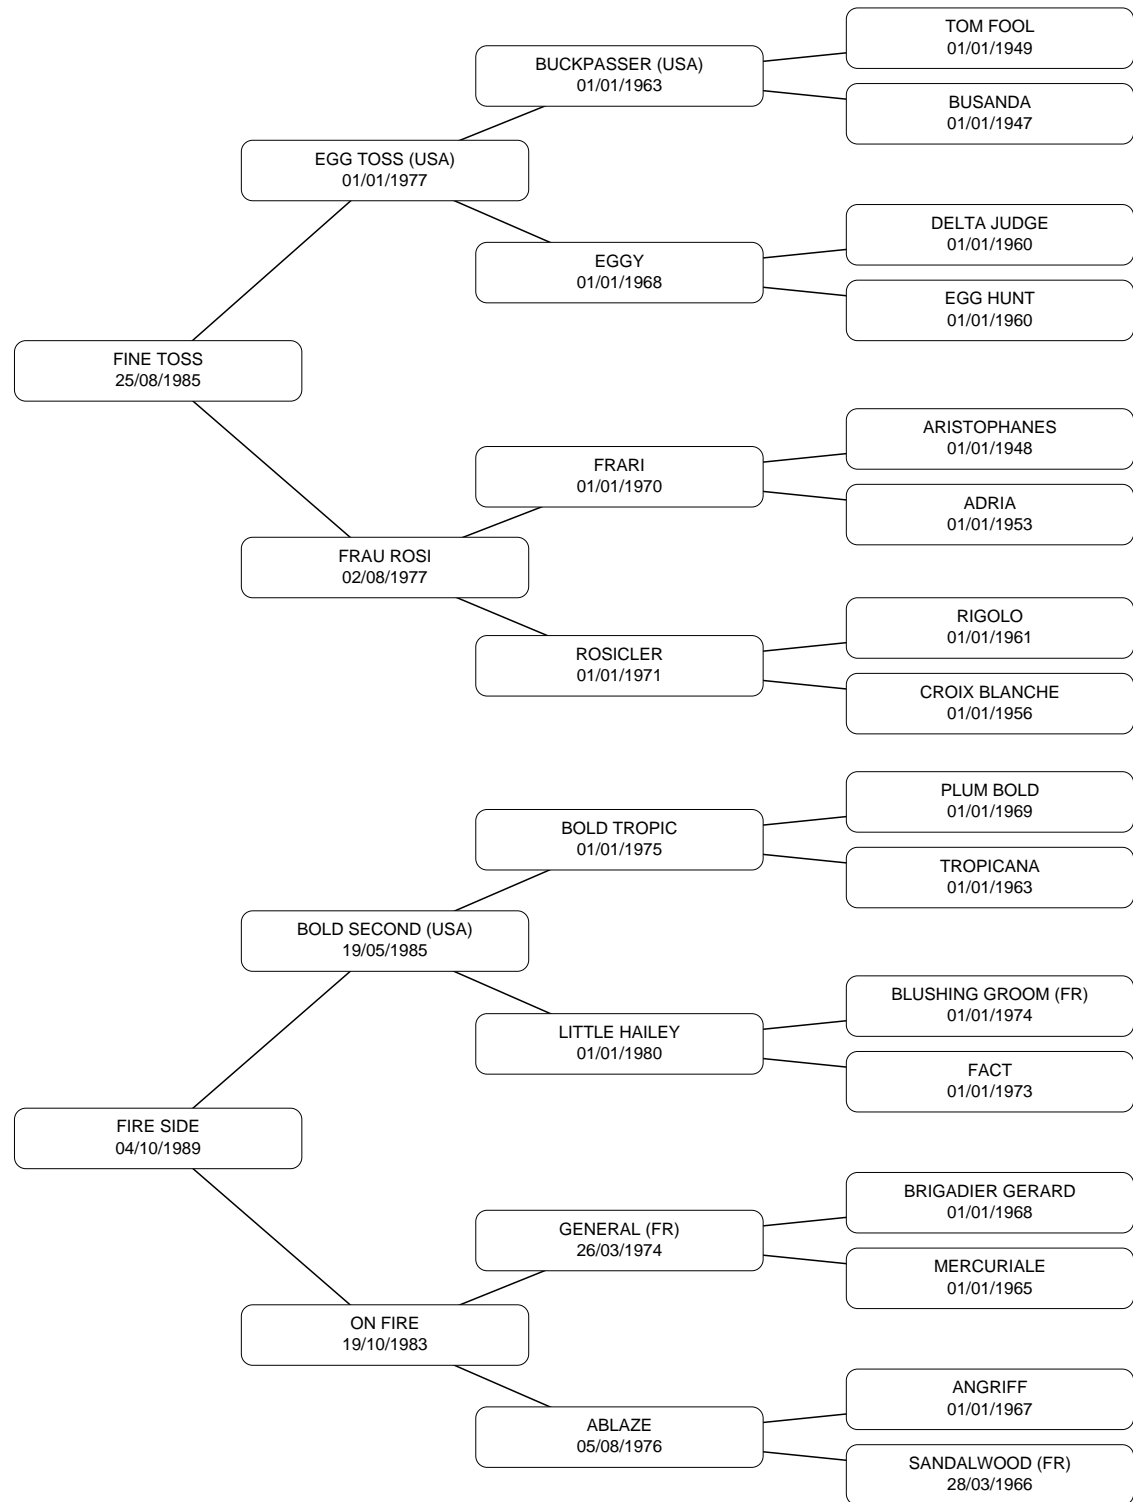 TOM FOOL
01/01/1949
BUCKPASSER (USA)
01/01/1963
BUSANDA
01/01/1947
EGG TOSS (USA)
01/01/1977
DELTA JUDGE
01/01/1960
EGGY
01/01/1968
EGG HUNT
01/01/1960
FINE TOSS
25/08/1985
ARISTOPHANES
01/01/1948
FRARI
01/01/1970
ADRIA
01/01/1953
FRAU ROSI
02/08/1977
RIGOLO
01/01/1961
ROSICLER
01/01/1971
CROIX BLANCHE
01/01/1956
PLUM BOLD
01/01/1969
BOLD TROPIC
01/01/1975
TROPICANA
01/01/1963
BOLD SECOND (USA)
19/05/1985
BLUSHING GROOM (FR)
01/01/1974
LITTLE HAILEY
01/01/1980
FACT
01/01/1973
FIRE SIDE
04/10/1989
BRIGADIER GERARD
01/01/1968
GENERAL (FR)
26/03/1974
MERCURIALE
01/01/1965
ON FIRE
19/10/1983
ANGRIFF
01/01/1967
ABLAZE
05/08/1976
SANDALWOOD (FR)
28/03/1966